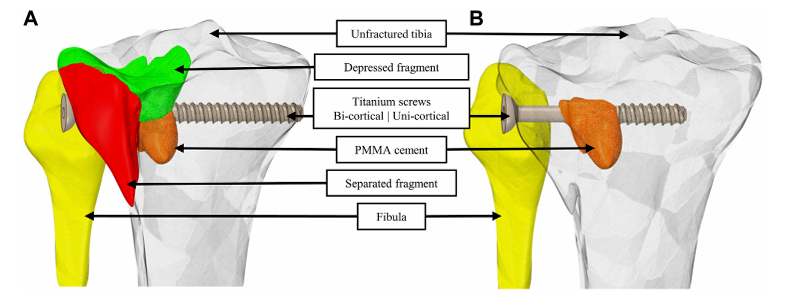 A
B
Unfractured tibia
Depressed fragment
Titanium screws
Bi-cortical | Uni-cortical
PMMA cement
Separated fragment
Fibula